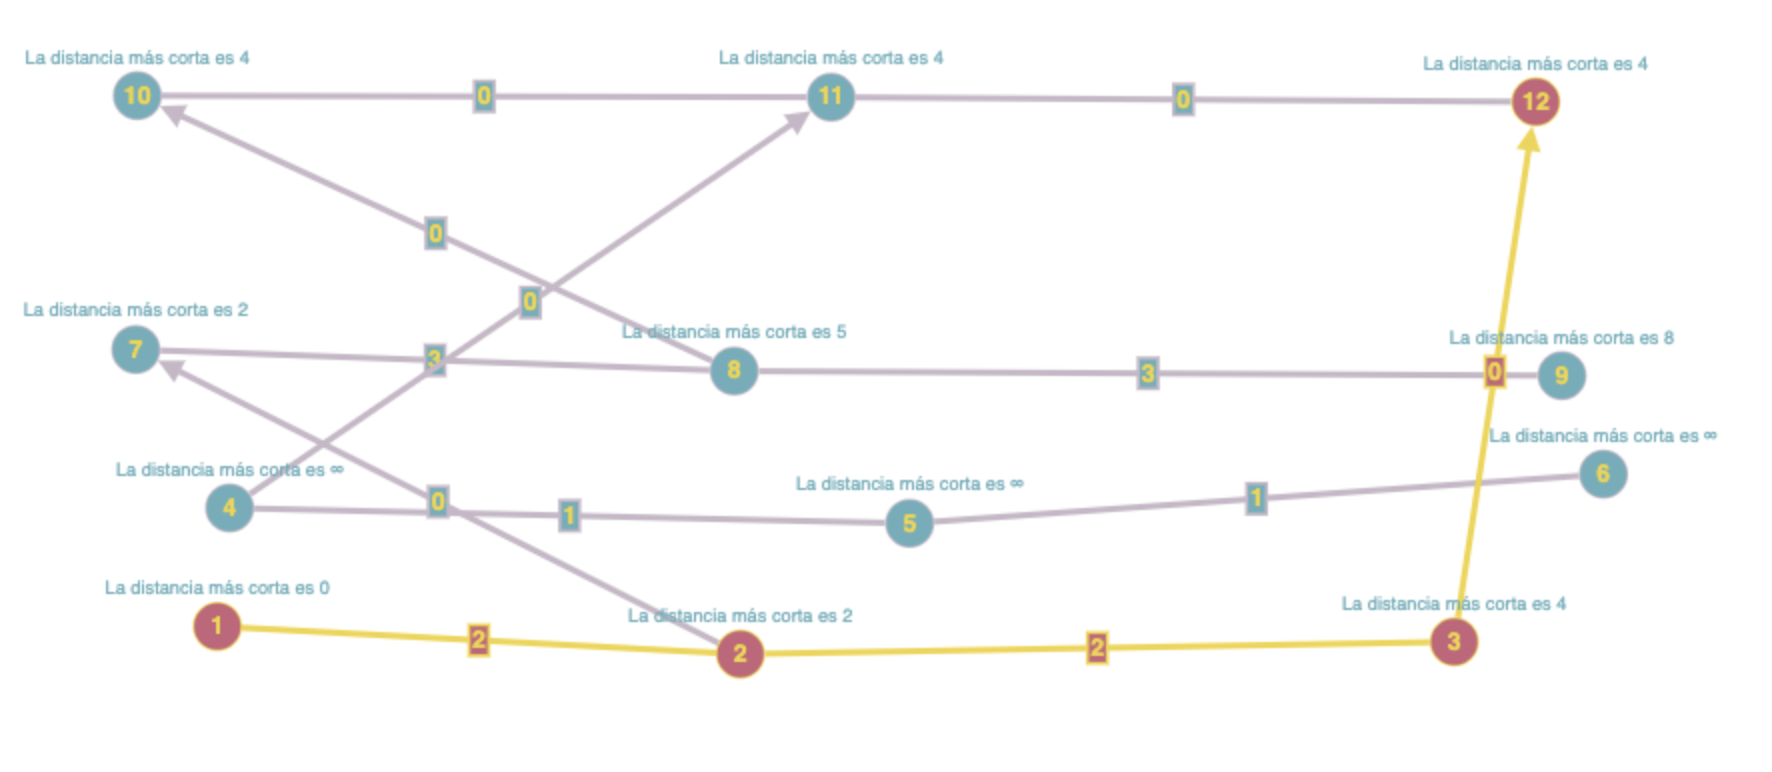 La distancia más corta es 4
La distancia más corta es 4
La distancia más corta es 4
10
0
11
0
12
0
0
La distancia más corta es 2
La distancia más corta es 5
La distancia más corta es 8
7
3
8
3
0
9
La distancia más corta es ∞
La distancia más corta es ∞
La distancia más corta es ∞
6
4
0
1
5
1
La distancia más corta es 0
La distancia más corta es 2
La distancia más corta es 4
1
2
2
2
3